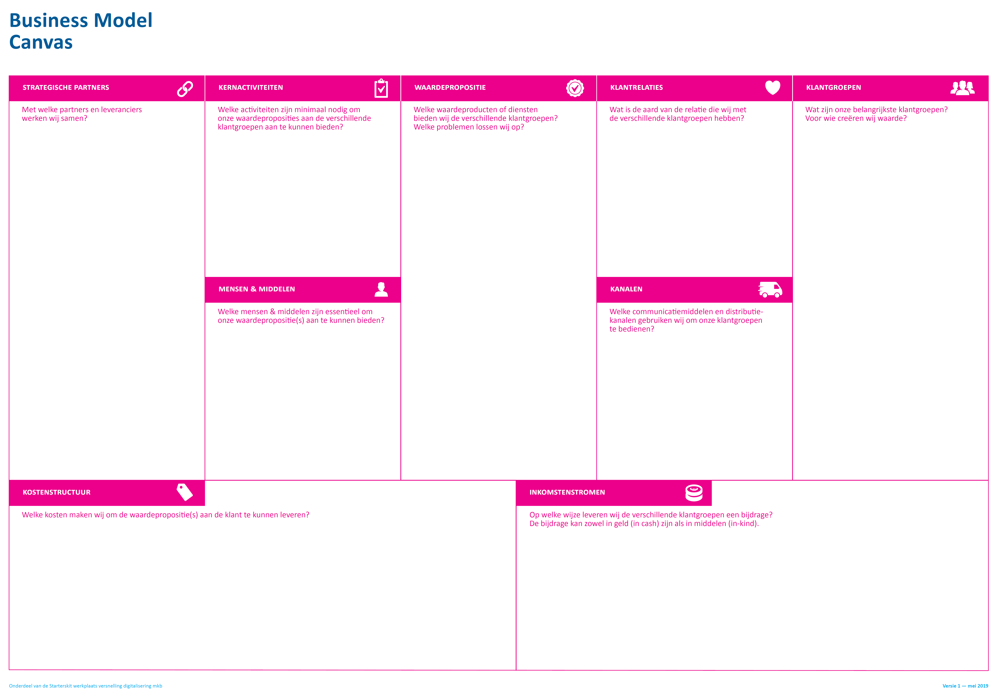 Business Model
Canvas
STRATEGISCHE PARTNERS
Met welke partners en leveranciers
werken wij samen?
KERNACTIVITEITEN
Welke activiteiten zijn minimaal nodig om
onze waardeproposities aan de verschillende
klantgroepen aan te kunnen bieden?
MENSEN & MIDDELEN
Welke mensen & middelen zijn essentieel om
onze waardepropositie(s) aan te kunnen bieden?
WAARDEPROPOSITIE
Welke waardeproducten of diensten
bieden wij de verschillende klantgroepen?
Welke problemen lossen wij op?
KLANTRELATIES
Wat is de aard van de relatie die wij met
de verschillende klantgroepen hebben?
KANALEN
Welke communicatiemiddelen en distributie-
kanalen gebruiken wij om onze klantgroepen
te bedienen?
KLANTGROEPEN
Wat zijn onze belangrijkste klantgroepen?
Voor wie creëren wij waarde?
KOSTENSTRUCTUUR
Welke kosten maken wij om de waardepropositie(s) aan de klant te kunnen leveren?
INKOMSTENSTROMEN
Op welke wijze leveren wij de verschillende klantgroepen een bijdrage?
De bijdrage kan zowel in geld (in cash) zijn als in middelen (in-kind).
Onderdeel van de Starterskit werkplaats versnelling digitalisering mkb
Versie 1 — mei 2019